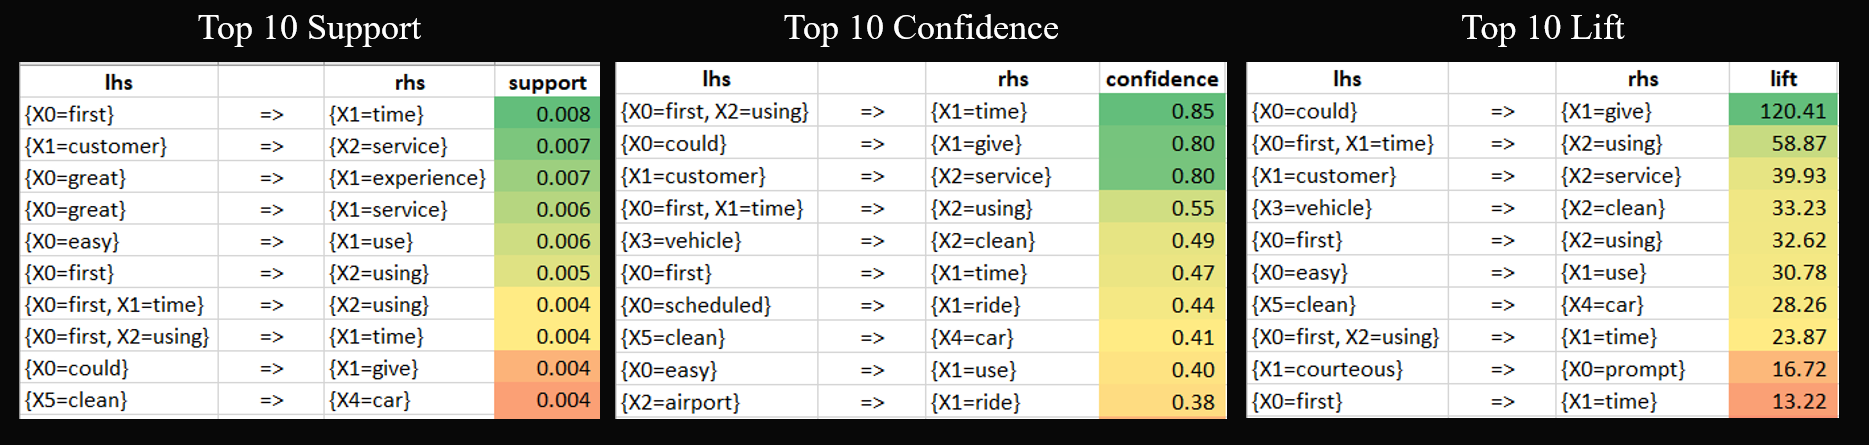 Top 10 Support
lhs rhs support
{X0=first} => {X1=time} 0.008
{X1=customer} => {X2=service} 0.007
{X0=great} => {X1=experience} 0.007
{X0=great} => {X1=service} 0.006
{X0=easy} => {X1=use} 0.006
{X0=first} => {X2=using} 0.005
{X0=first, X1=time} => {X2=using} 0.004
{X0=first, X2=using} => {X1=time} 0.004
{X0=could} => {X1=give} 0.004
{X5=clean} => {X4=car} 0.004
Top 10 Confidence
lhs rhs confidence
{X0=first, X2=using} => {X1=time} 0.85
{X0=could} => {X1=give} 0.80
{X1=customer} => {X2=service} 0.80
{X0=first, X1=time} => {X2=using} 0.55
{X3=vehicle} => {X2=clean} 0.49
{X0=first} => {X1=time} 0.47
{X0=scheduled} => {X1=ride} 0.44
{X5=clean} => {X4=car} 0.41
{X0=easy} => {X1=use} 0.40
{X2=airport} => {X1=ride} 0.38
Top 10 Lift
lhs rhs lift
{X0=could} => {X1=give} 120.41
{X0=first, X1=time} => {X2=using} 58.87
{X1=customer} => {X2=service} 39.93
{X3=vehicle} => {X2=clean} 33.23
{X0=first} => {X2=using} 32.62
{X0=easy} => {X1=use} 30.78
{X5=clean} => {X4=car} 28.26
{X0=first, X2=using} => {X1=time} 23.87
{X1=courteous} => {X0=prompt} 16.72
{X0=first} => {X1=time} 13.22